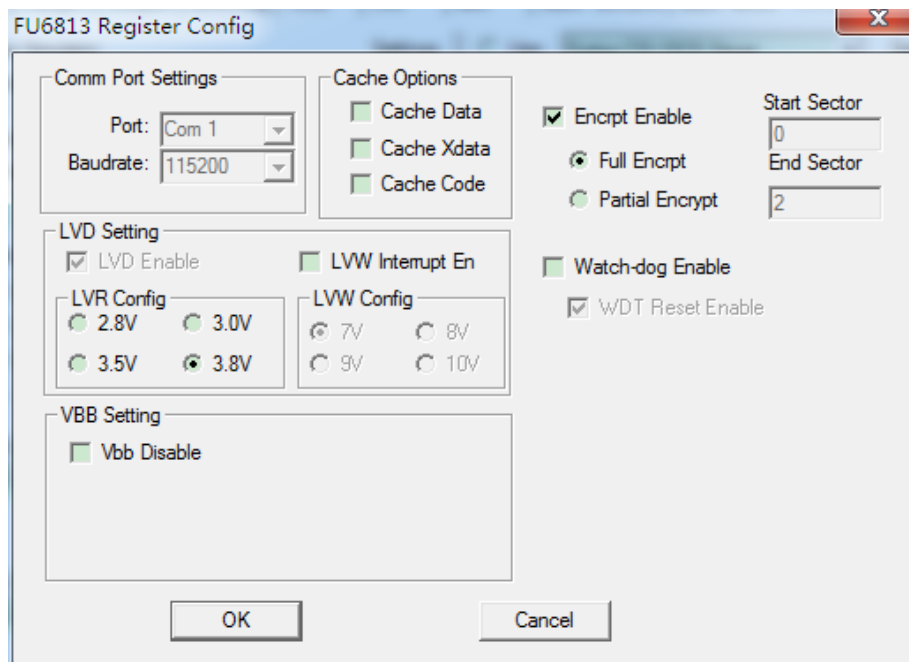 FU6813 Register Config
Comm Port Settings
Port: Com 1
Baudrate: 115200
Cache Options
Cache Data
Cache Xdata
Cache Code
Encrpt Enable
Full Encrpt
Partial Encrypt
Start Sector
0
End Sector
2
LVD Setting
LVD Enable
LVW Interrupt En
LVR Config
2.8V 3.0V
3.5V 3.8V
LVW Config
7V 8V
9V 10V
Watch-dog Enable
WDT Reset Enable
VBB Setting
Vbb Disable
OK Cancel